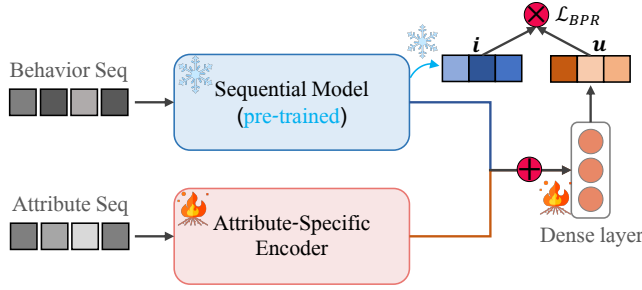 Behavior Seq
Sequential Model
(pre-trained)
i
u
ℒ_BPR
Attribute Seq
Attribute-Specific
Encoder
Dense layer